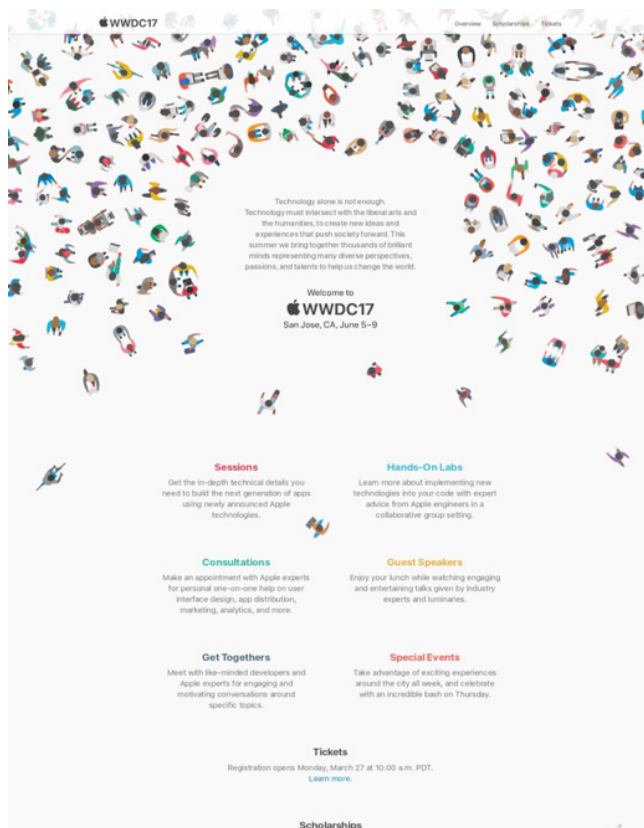 WWDC17
Overview Scholarships Tickets
Technology alone is not enough.
Technology must intersect with the liberal arts and
the humanities, to create new ideas and
experiences that push society forward. This
summer we bring together thousands of brilliant
minds representing many diverse perspectives,
passions, and talents to help us change the world.
Welcome to
WWDC17
San Jose, CA, June 5–9
Sessions
Get the in-depth technical details you
need to build the next generation of apps
using newly announced Apple
technologies.
Hands-On Labs
Learn more about implementing new
technologies into your code with expert
advice from Apple engineers in a
collaborative group setting.
Consultations
Make an appointment with Apple experts
for personal one-on-one help on user
interface design, app distribution,
marketing, analytics, and more.
Guest Speakers
Enjoy your lunch while watching engaging
and entertaining talks given by industry
experts and luminaries.
Get Togethers
Meet with like-minded developers and
Apple experts for engaging and
motivating conversations around
specific topics.
Special Events
Take advantage of exciting experiences
around the city all week, and celebrate
with an incredible bash on Thursday.
Tickets
Registration opens Monday, March 27 at 10:00 a.m. PDT.
Learn more.
Scholarships